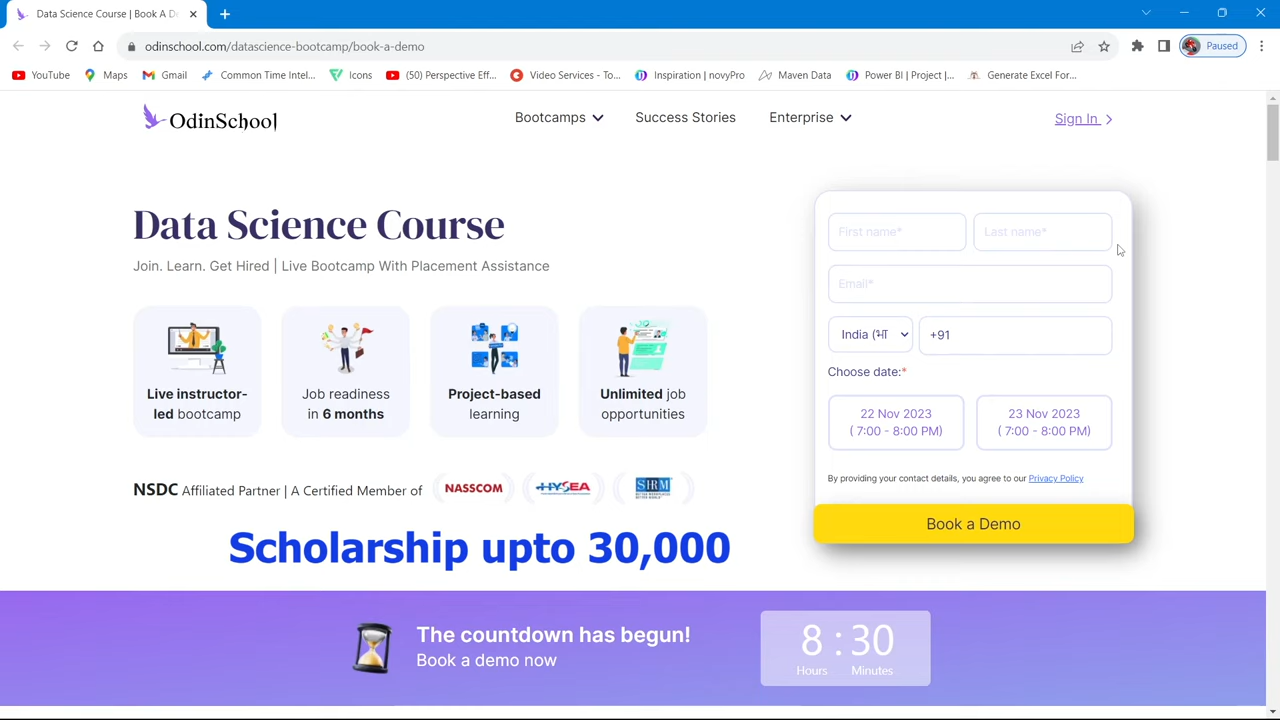 Data Science Course | Book A D
odinschool.com/datascience-bootcamp/book-a-demo
Paused
YouTube
Maps
Gmail
Common Time Intel...
Icons
(50) Perspective Eff...
Video Services - To...
Inspiration | novyPro
Maven Data
Power BI | Project |...
Generate Excel For...
OdinSchool
Bootcamps
Success Stories
Enterprise
Sign In
Data Science Course
Join. Learn. Get Hired | Live Bootcamp With Placement Assistance
Live instructor-
led bootcamp
Job readiness
in 6 months
Project-based
learning
Unlimited job
opportunities
NSDC Affiliated Partner | A Certified Member of
NASSCOM
HYSEA
SHRM
Scholarship upto 30,000
First name*
Last name*
Email*
India (भा
+91
Choose date:*
22 Nov 2023
( 7:00 - 8:00 PM)
23 Nov 2023
( 7:00 - 8:00 PM)
By providing your contact details, you agree to our Privacy Policy
Book a Demo
The countdown has begun!
Book a demo now
8 : 30
Hours
Minutes